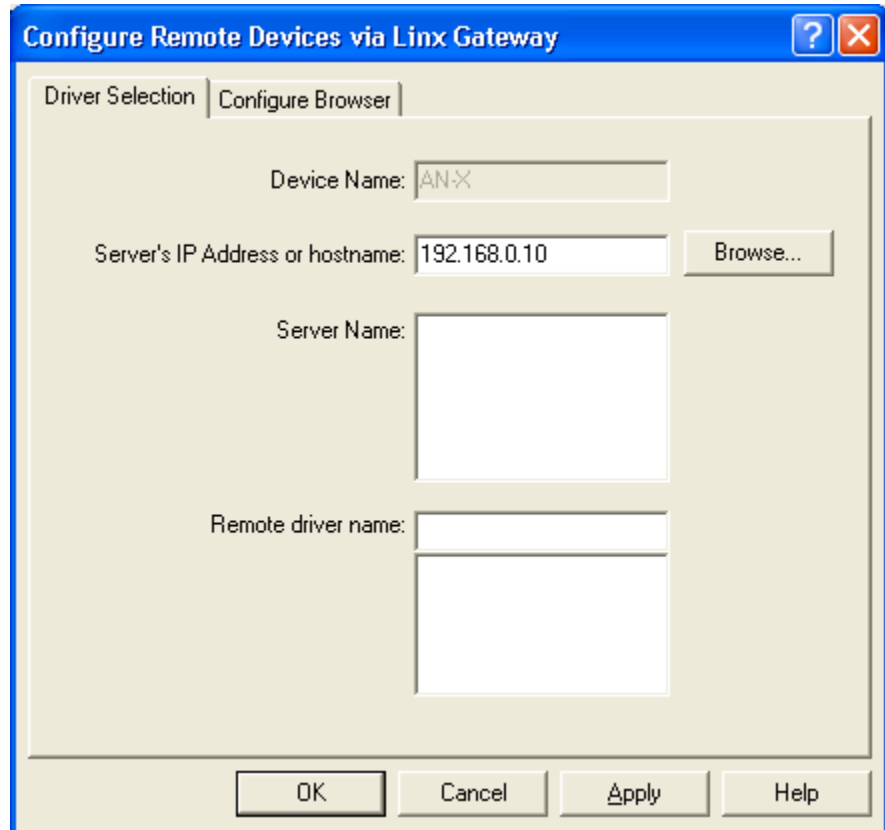 Configure Remote Devices via Linx Gateway
Driver Selection
Configure Browser
Device Name: AN-X
Server's IP Address or hostname: 192.168.0.10 Browse...
Server Name:
Remote driver name:
OK Cancel Apply Help